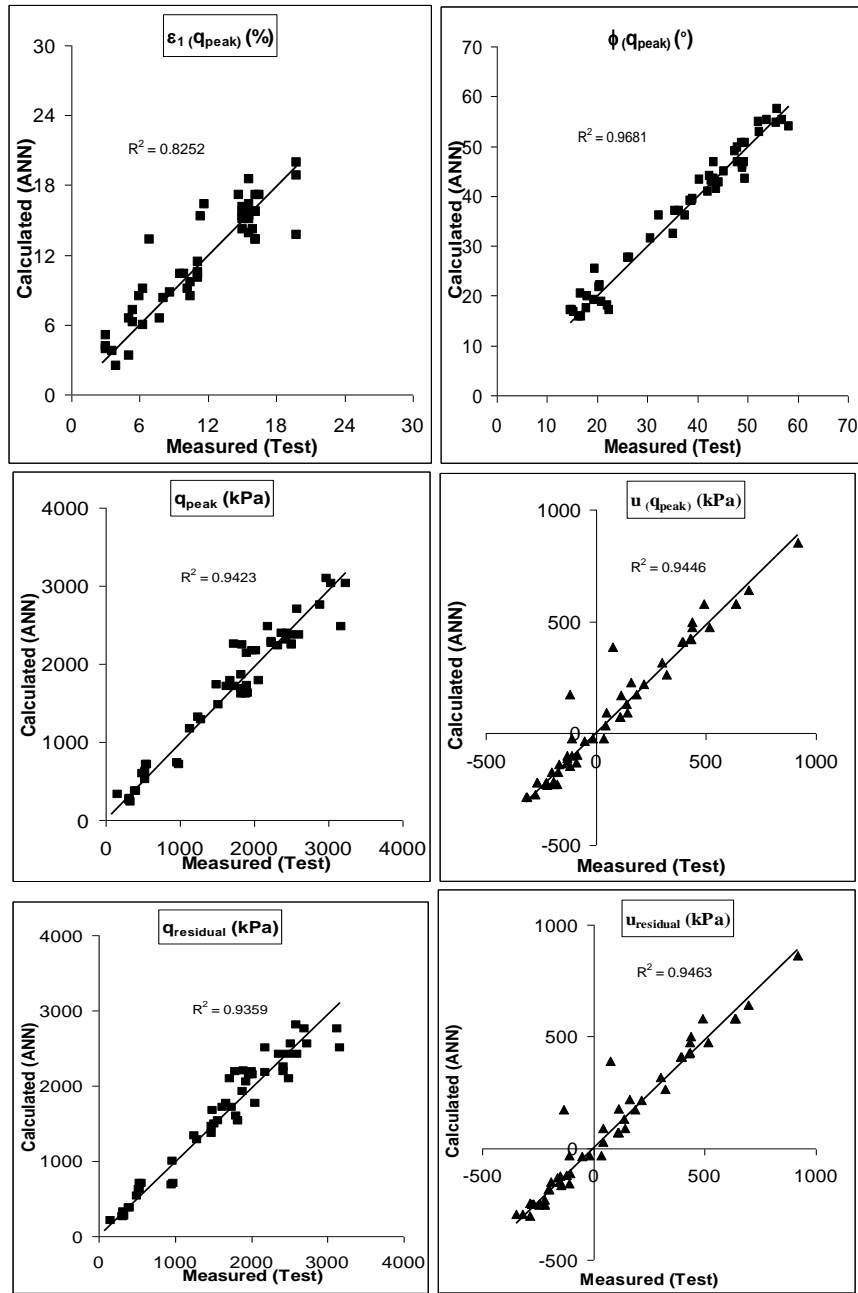 ε1 (qpeak) (%)
30
24
18
12
6
0
R2 = 0.8252
Calculated (ANN)
0 6 12 18 24 30
Measured (Test)
ϕ (qpeak) (°)
70
60
50
40
30
20
10
0
R2 = 0.9681
Calculated (ANN)
0 10 20 30 40 50 60 70
Measured (Test)
qpeak (kPa)
4000
3000
2000
1000
0
R2 = 0.9423
Calculated (ANN)
0 1000 2000 3000 4000
Measured (Test)
u (qpeak) (kPa)
1000
500
0
-500
R2 = 0.9446
Calculated (ANN)
-500 0 500 1000
Measured (Test)
qresidual (kPa)
4000
3000
2000
1000
0
R2 = 0.9359
Calculated (ANN)
0 1000 2000 3000 4000
Measured (Test)
uresidual (kPa)
1000
500
0
-500
R2 = 0.9463
Calculated (ANN)
-500 0 500 1000
Measured (Test)